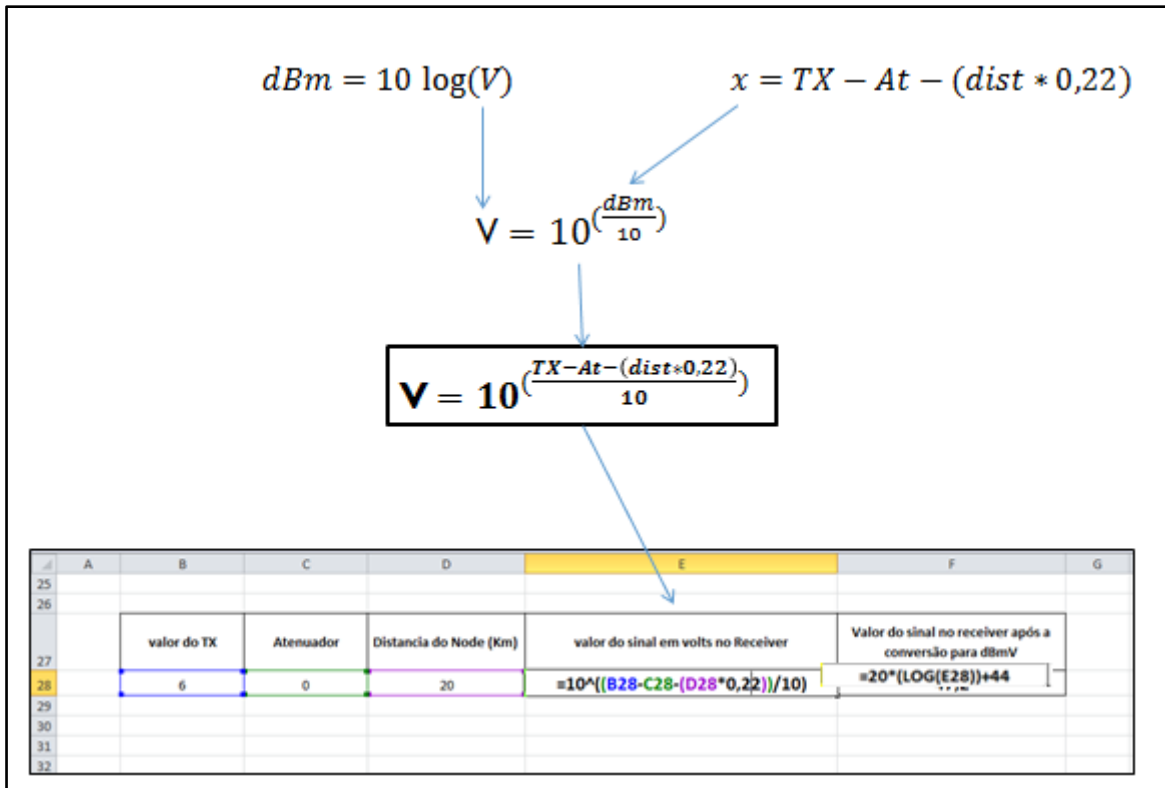 dBm = 10 log(V)
x = TX − At − (dist * 0,22)
V = 10^(dBm/10)
V = 10^(TX−At−(dist*0,22)/10)
A B C D E F G
25
26
27 valor do TX Atenuador Distancia do Node (Km) valor do sinal em volts no Receiver Valor do sinal no receiver após a conversão para dBmV
28 6 0 20 =10^((B28-C28-(D28*0,22))/10) =20*(LOG(E28))+44
29
30
31
32